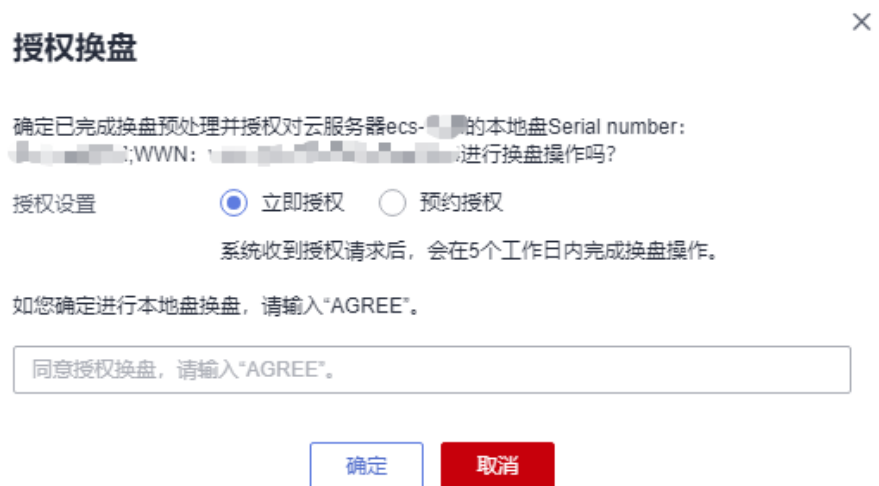 授权换盘
确定已完成换盘预处理并授权对云服务器ecs-的本地盘Serial number：
;WWN：进行换盘操作吗？
授权设置 立即授权 预约授权
系统收到授权请求后，会在5个工作日内完成换盘操作。
如您确定进行本地盘换盘，请输入“AGREE”。
同意授权换盘，请输入“AGREE”。
确定 取消